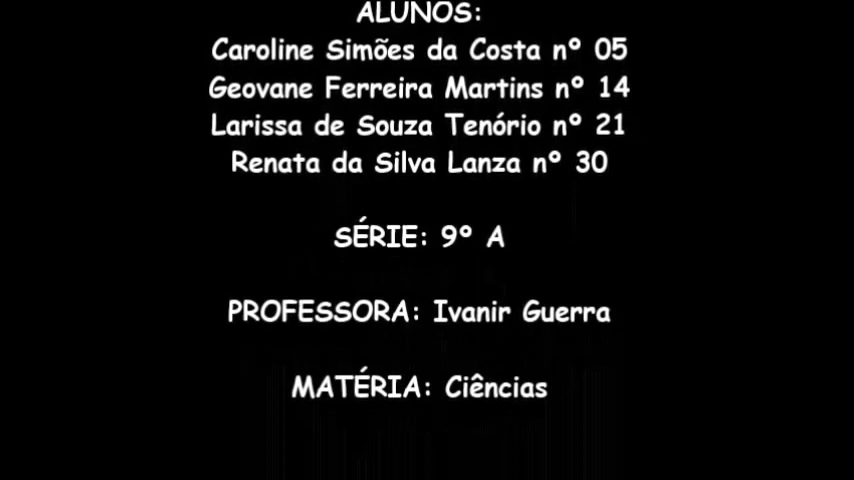 ALUNOS:
Caroline Simões da Costa nº 05
Geovane Ferreira Martins nº 14
Larissa de Souza Tenório nº 21
Renata da Silva Lanza nº 30
SÉRIE: 9º A
PROFESSORA: Ivanir Guerra
MATÉRIA: Ciências